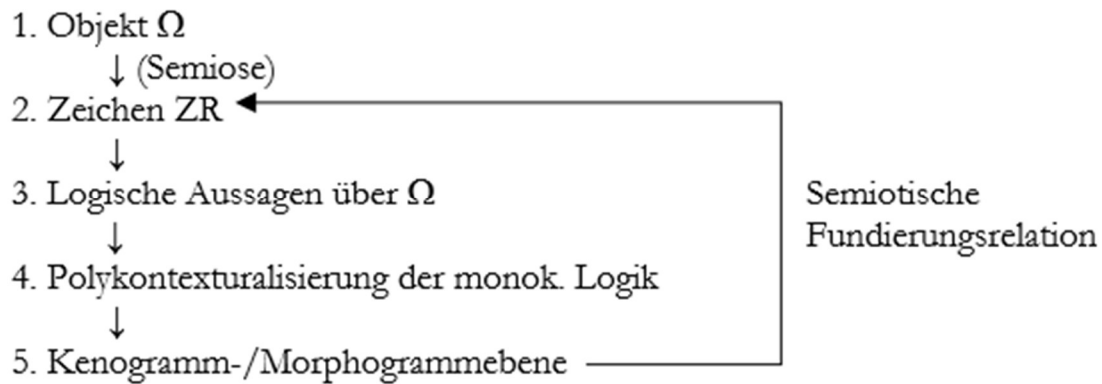 1. Objekt Ω
↓ (Semiose)
2. Zeichen ZR
↓
3. Logische Aussagen über Ω
↓
4. Polykontexturalisierung der monok. Logik
↓
5. Kenogramm-/Morphogrammebene
Semiotische
Fundierungsrelation